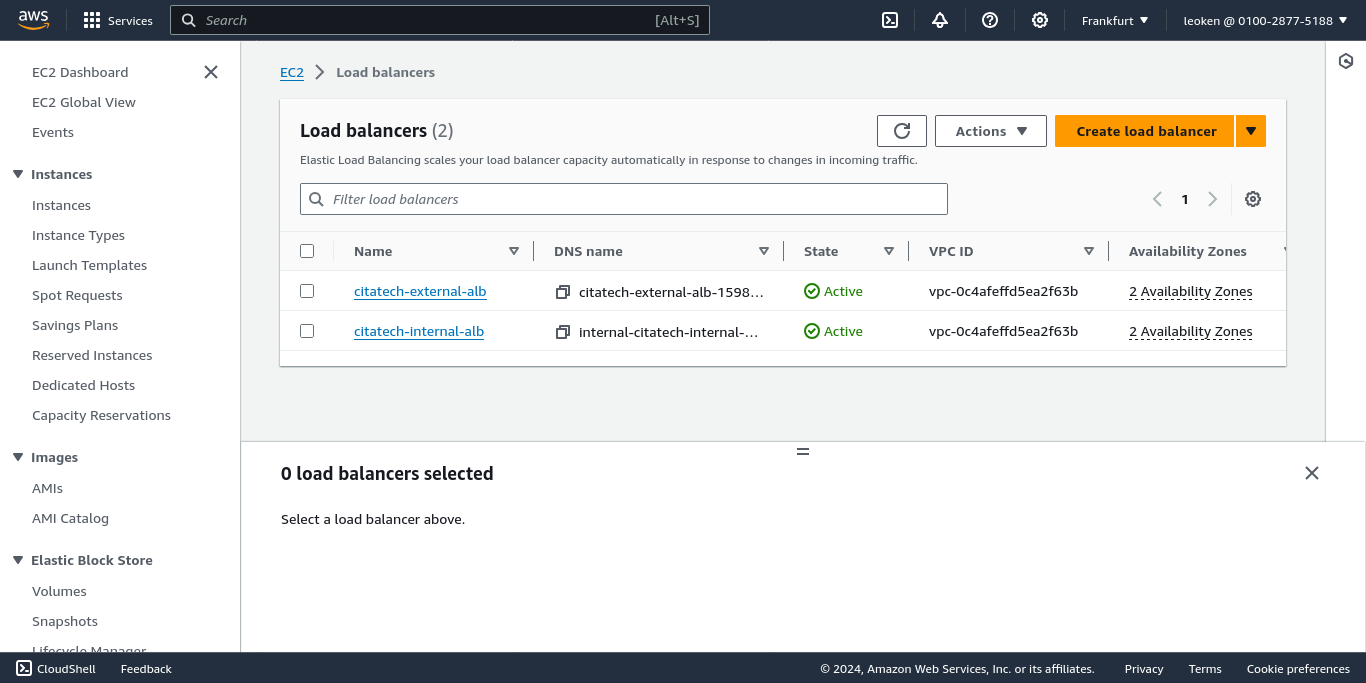 aws
Services
Search
[Alt+S]
Frankfurt
leoken @ 0100-2877-5188
EC2 Dashboard
EC2 Global View
Events
Instances
Instances
Instance Types
Launch Templates
Spot Requests
Savings Plans
Reserved Instances
Dedicated Hosts
Capacity Reservations
Images
AMIs
AMI Catalog
Elastic Block Store
Volumes
Snapshots
Lifecycle Manager
EC2 Load balancers
Load balancers (2)
Actions
Create load balancer
Elastic Load Balancing scales your load balancer capacity automatically in response to changes in incoming traffic.
Filter load balancers
1
Name DNS name State VPC ID Availability Zones
citatech-external-alb citatech-external-alb-1598... Active vpc-0c4afeffd5ea2f63b 2 Availability Zones
citatech-internal-alb internal-citatech-internal-... Active vpc-0c4afeffd5ea2f63b 2 Availability Zones
0 load balancers selected
Select a load balancer above.
CloudShell Feedback © 2024, Amazon Web Services, Inc. or its affiliates. Privacy Terms Cookie preferences